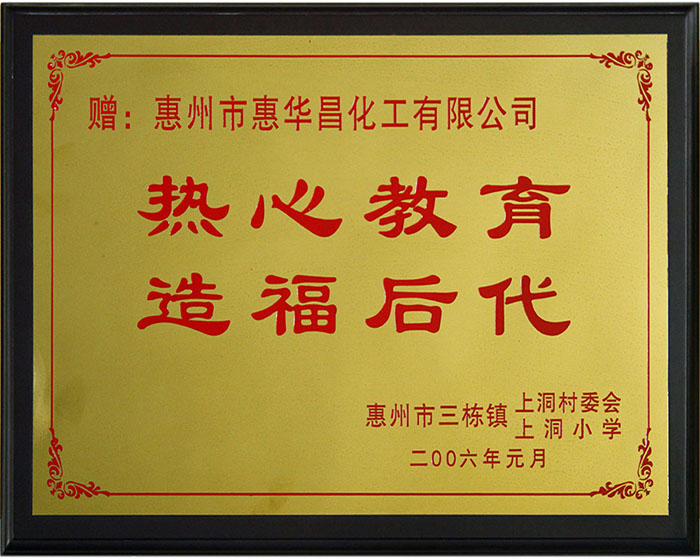 赠：惠州市惠华昌化工有限公司
热心教育
造福后代
惠州市三栋镇上洞村委会
上洞小学
二00六年元月